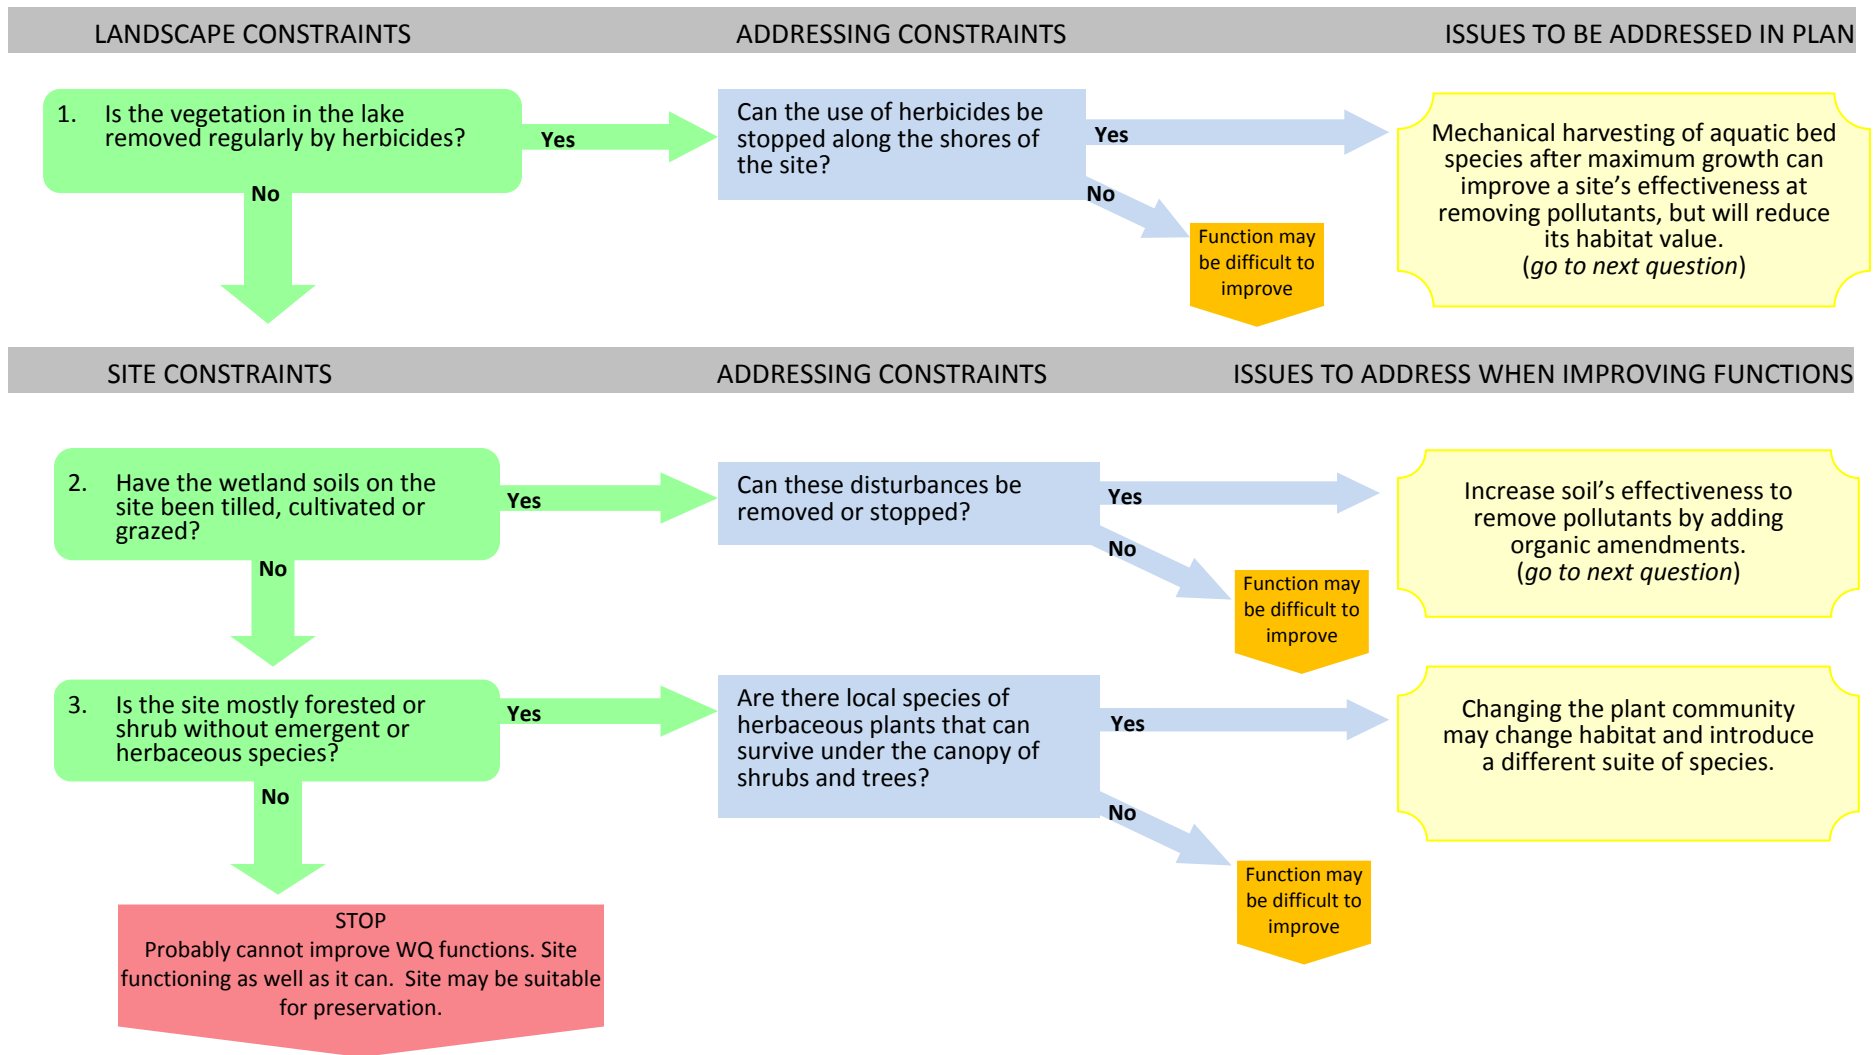 LANDSCAPE CONSTRAINTS
ADDRESSING CONSTRAINTS
ISSUES TO BE ADDRESSED IN PLAN
1. Is the vegetation in the lake
removed regularly by herbicides?
Yes
No
Can the use of herbicides be
stopped along the shores of
the site?
Yes
No
Function may
be difficult to
improve
Mechanical harvesting of aquatic bed
species after maximum growth can
improve a site’s effectiveness at
removing pollutants, but will reduce
its habitat value.
(go to next question)
SITE CONSTRAINTS
ADDRESSING CONSTRAINTS
ISSUES TO ADDRESS WHEN IMPROVING FUNCTIONS
2. Have the wetland soils on the
site been tilled, cultivated or
grazed?
Yes
No
Can these disturbances be
removed or stopped?
Yes
No
Function may
be difficult to
improve
Increase soil’s effectiveness to
remove pollutants by adding
organic amendments.
(go to next question)
3. Is the site mostly forested or
shrub without emergent or
herbaceous species?
Yes
No
Are there local species of
herbaceous plants that can
survive under the canopy of
shrubs and trees?
Yes
No
Function may
be difficult to
improve
Changing the plant community
may change habitat and introduce
a different suite of species.
STOP
Probably cannot improve WQ functions. Site
functioning as well as it can. Site may be suitable
for preservation.